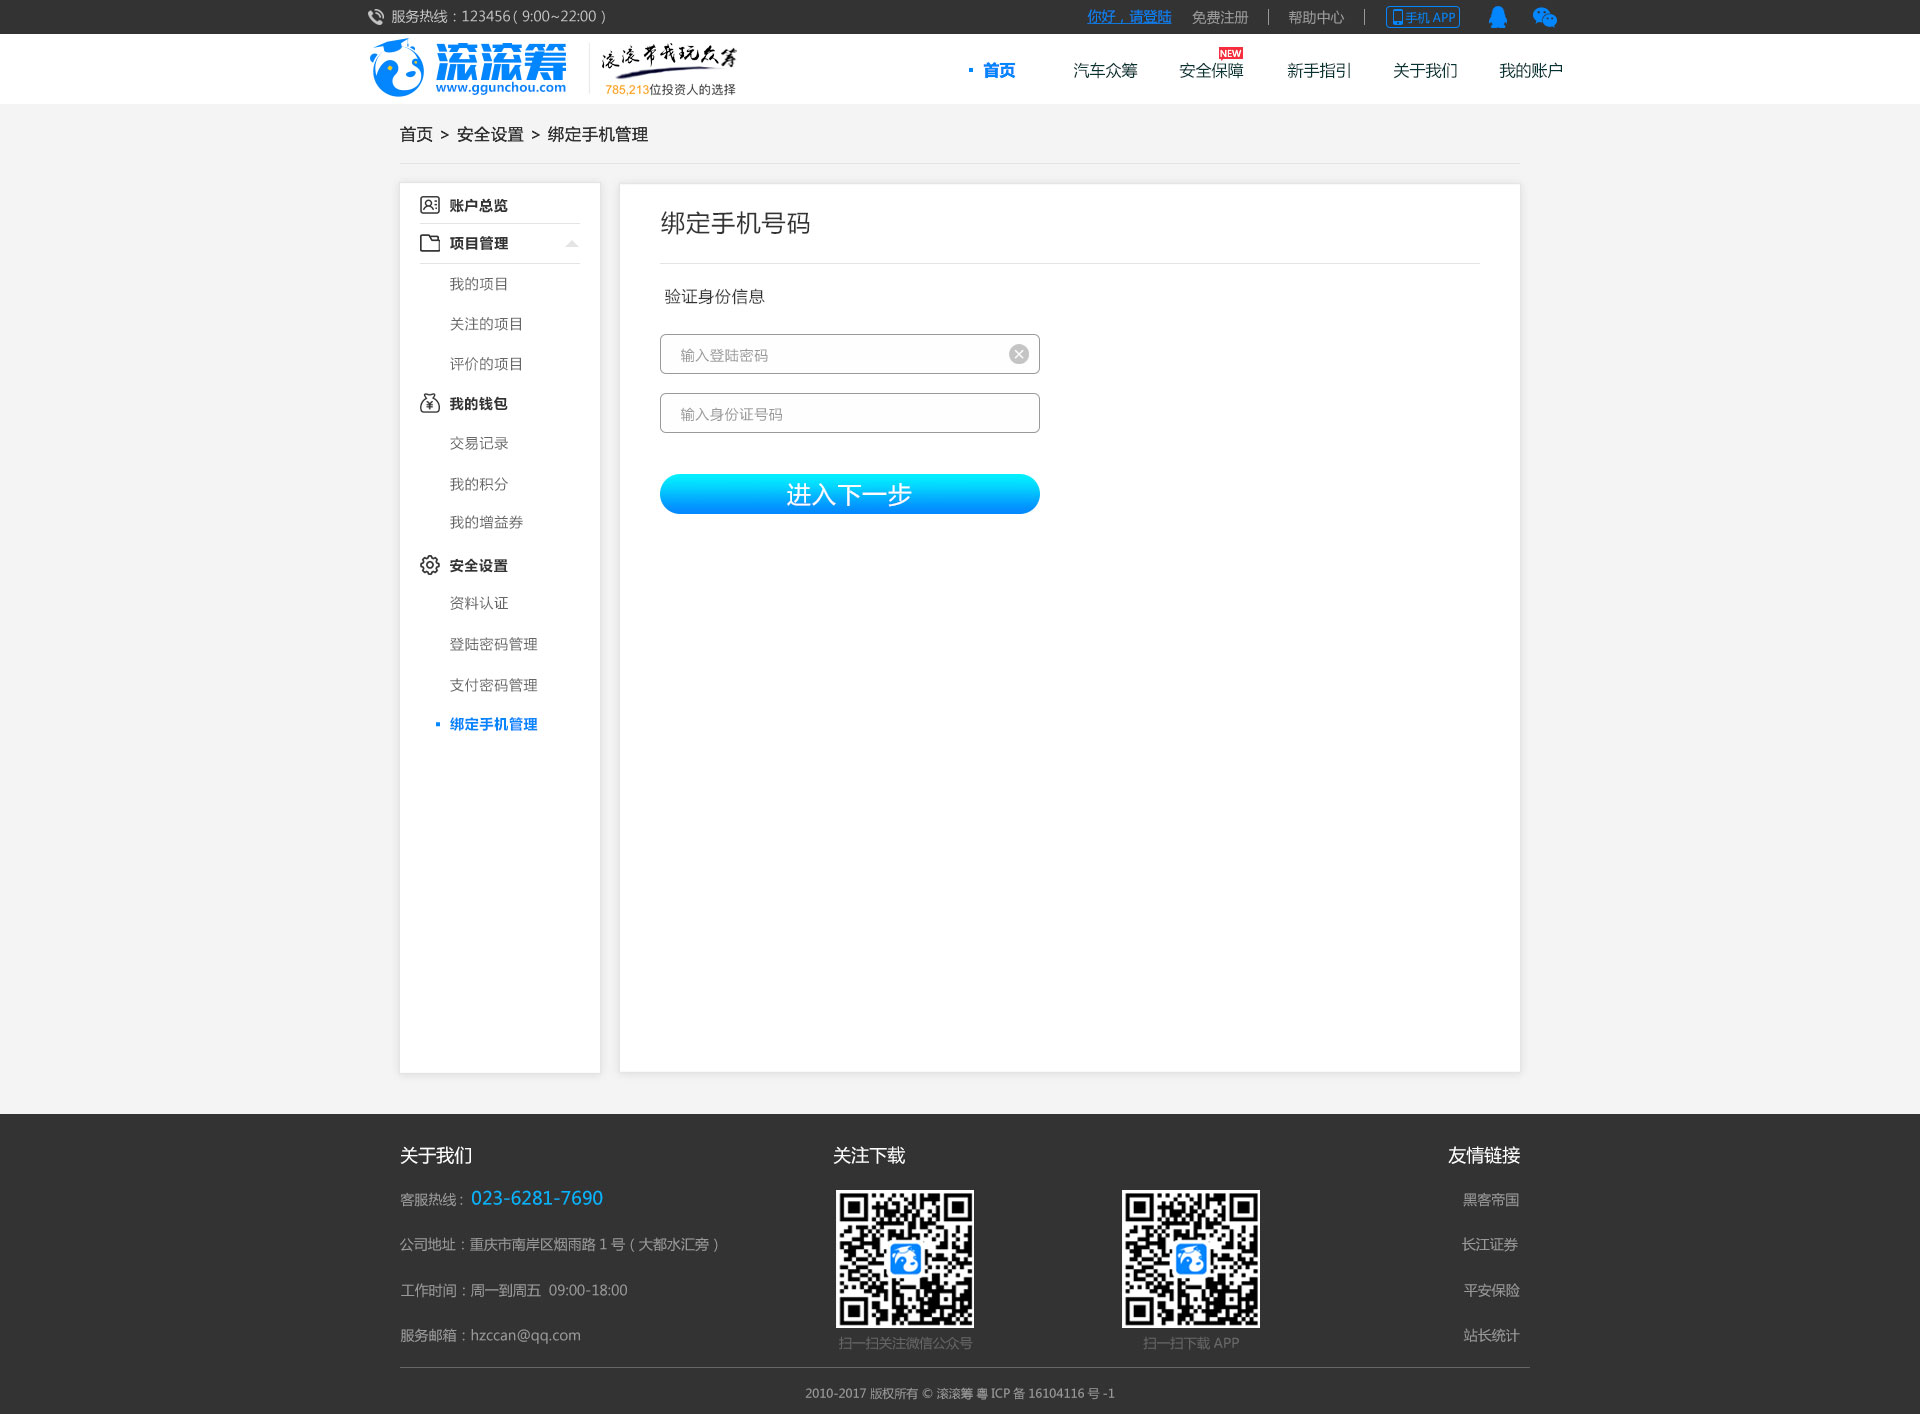 服务热线：123456 ( 9:00~22:00 )
你好，请登陆
免费注册
帮助中心
手机 APP
滚滚筹
www.ggunchou.com
滚滚带我玩众筹
785,213位投资人的选择
首页
汽车众筹
安全保障
NEW
新手指引
关于我们
我的账户
首页 > 安全设置 > 绑定手机管理
账户总览
项目管理
我的项目
关注的项目
评价的项目
我的钱包
交易记录
我的积分
我的增益券
安全设置
资料认证
登陆密码管理
支付密码管理
绑定手机管理
绑定手机号码
验证身份信息
输入登陆密码
输入身份证号码
进入下一步
关于我们
客服热线：023-6281-7690
公司地址：重庆市南岸区烟雨路 1 号 ( 大都水汇旁 )
工作时间：周一到周五 09:00-18:00
服务邮箱：hzccan@qq.com
关注下载
扫一扫关注微信公众号
扫一扫下载 APP
友情链接
黑客帝国
长江证券
平安保险
站长统计
2010-2017 版权所有 © 滚滚筹 粤 ICP 备 16104116 号 -1